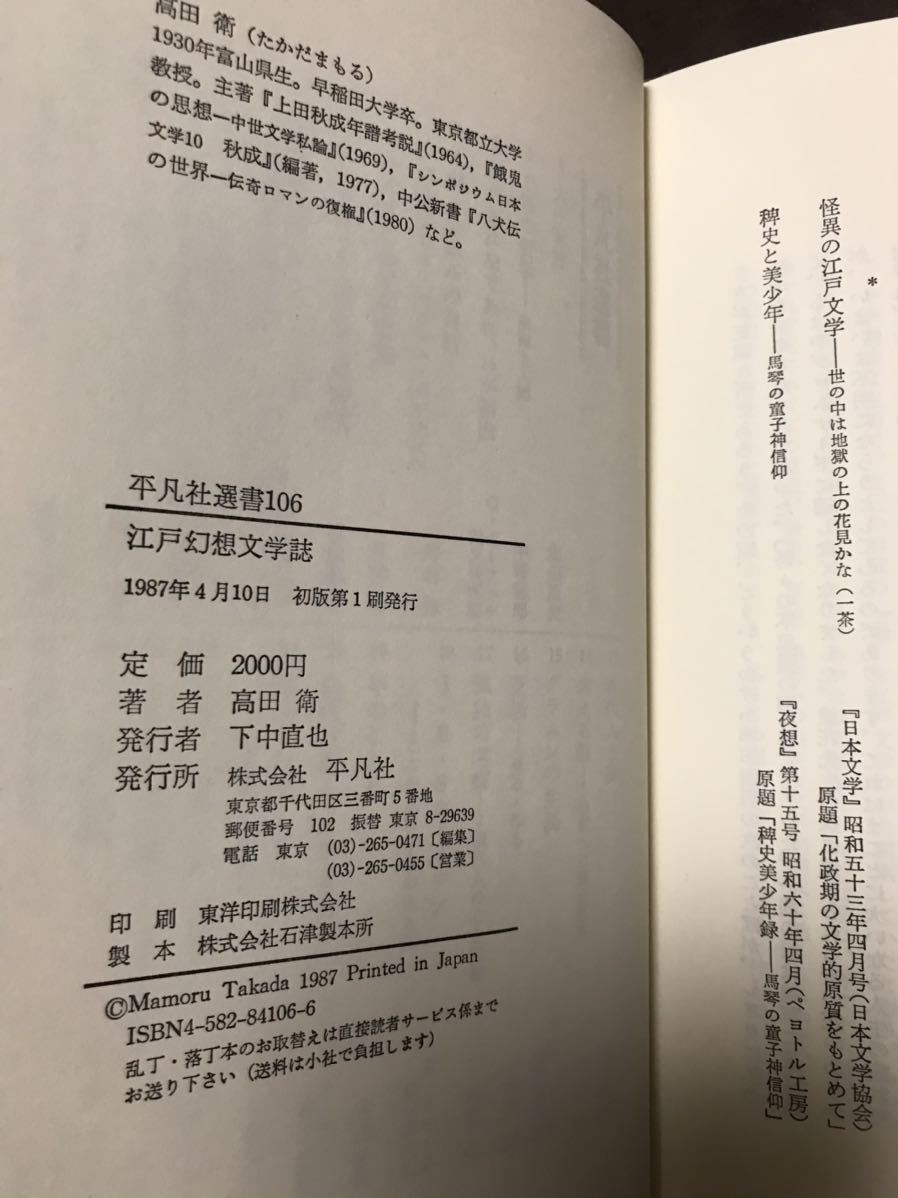 怪異の江戸文学――世の中は地獄の上の花見かな(一茶)
『日本文学』昭和五十三年四月号(日本文学協会)
原題「化政期の文学的原質をもとめて」
*
稗史と美少年――馬琴の童子神信仰
『夜想』第十五号 昭和六十年四月(ペヨトル工房)
原題「稗史美少年録――馬琴の童子神信仰」
高田 衛(たかだまもる)
1930年富山県生。早稲田大学卒。東京都立大学
教授。主著『上田秋成年譜考説』(1964),『餓鬼
の思想―中世文学私論』(1969),『シンポジウム日本
文学10 秋成』(編著,1977),中公新書『八犬伝
の世界―伝奇ロマンの復権』(1980)など。
平凡社選書106
江戸幻想文学誌
1987年4月10日 初版第1刷発行
定 価 2000円
著 者 高田 衛
発行者 下中直也
発行所 株式会社 平凡社
東京都千代田区三番町5番地
郵便番号 102 振替 東京 8-29639
電話 東京 (03)-265-0471〔編集〕
(03)-265-0455〔営業〕
印 刷 東洋印刷株式会社
製 本 株式会社石津製本所
©Mamoru Takada 1987 Printed in Japan
ISBN4-582-84106-6
乱丁・落丁本のお取替えは直接読者サービス係まで
お送り下さい(送料は小社で負担します)